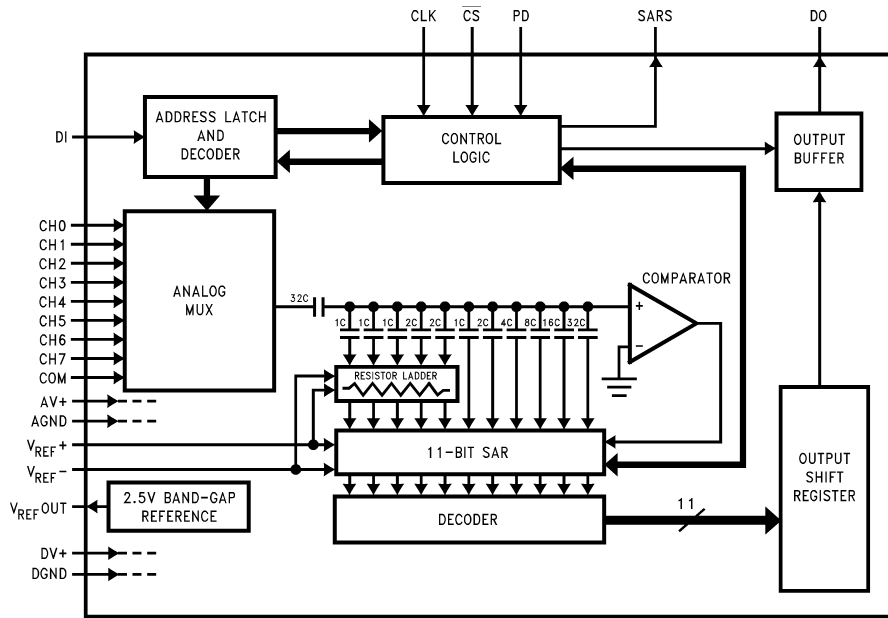 CLK CS PD SARS DO
DI
ADDRESS LATCH
AND
DECODER
CONTROL
LOGIC
OUTPUT
BUFFER
CH0
CH1
CH2
CH3
CH4
CH5
CH6
CH7
COM
AV+
AGND
VREF+
VREF-
VREFOUT
DV+
DGND
ANALOG
MUX
32C
1C 1C 1C 2C 2C 1C 2C 4C 8C 16C 32C
COMPARATOR
+
−
RESISTOR LADDER
11-BIT SAR
2.5V BAND-GAP
REFERENCE
DECODER
11
OUTPUT
SHIFT
REGISTER